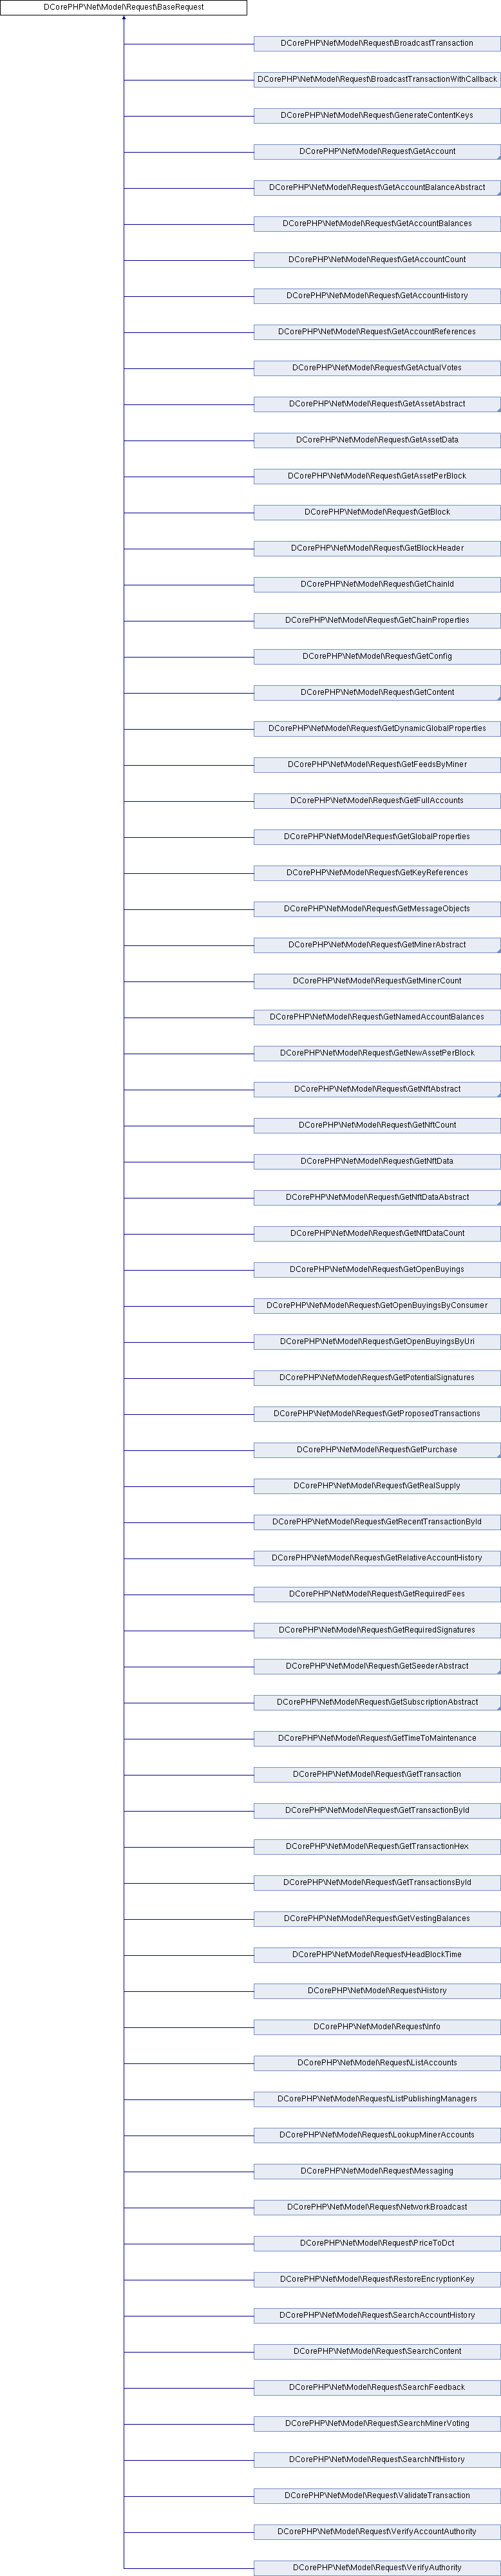 DCorePHP\Net\Model\Request\BaseRequest
DCorePHP\Net\Model\Request\BroadcastTransaction
DCorePHP\Net\Model\Request\BroadcastTransactionWithCallback
DCorePHP\Net\Model\Request\GenerateContentKeys
DCorePHP\Net\Model\Request\GetAccount
DCorePHP\Net\Model\Request\GetAccountBalanceAbstract
DCorePHP\Net\Model\Request\GetAccountBalances
DCorePHP\Net\Model\Request\GetAccountCount
DCorePHP\Net\Model\Request\GetAccountHistory
DCorePHP\Net\Model\Request\GetAccountReferences
DCorePHP\Net\Model\Request\GetActualVotes
DCorePHP\Net\Model\Request\GetAssetAbstract
DCorePHP\Net\Model\Request\GetAssetData
DCorePHP\Net\Model\Request\GetAssetPerBlock
DCorePHP\Net\Model\Request\GetBlock
DCorePHP\Net\Model\Request\GetBlockHeader
DCorePHP\Net\Model\Request\GetChainId
DCorePHP\Net\Model\Request\GetChainProperties
DCorePHP\Net\Model\Request\GetConfig
DCorePHP\Net\Model\Request\GetContent
DCorePHP\Net\Model\Request\GetDynamicGlobalProperties
DCorePHP\Net\Model\Request\GetFeedsByMiner
DCorePHP\Net\Model\Request\GetFullAccounts
DCorePHP\Net\Model\Request\GetGlobalProperties
DCorePHP\Net\Model\Request\GetKeyReferences
DCorePHP\Net\Model\Request\GetMessageObjects
DCorePHP\Net\Model\Request\GetMinerAbstract
DCorePHP\Net\Model\Request\GetMinerCount
DCorePHP\Net\Model\Request\GetNamedAccountBalances
DCorePHP\Net\Model\Request\GetNewAssetPerBlock
DCorePHP\Net\Model\Request\GetNftAbstract
DCorePHP\Net\Model\Request\GetNftCount
DCorePHP\Net\Model\Request\GetNftData
DCorePHP\Net\Model\Request\GetNftDataAbstract
DCorePHP\Net\Model\Request\GetNftDataCount
DCorePHP\Net\Model\Request\GetOpenBuyings
DCorePHP\Net\Model\Request\GetOpenBuyingsByConsumer
DCorePHP\Net\Model\Request\GetOpenBuyingsByUri
DCorePHP\Net\Model\Request\GetPotentialSignatures
DCorePHP\Net\Model\Request\GetProposedTransactions
DCorePHP\Net\Model\Request\GetPurchase
DCorePHP\Net\Model\Request\GetRealSupply
DCorePHP\Net\Model\Request\GetRecentTransactionById
DCorePHP\Net\Model\Request\GetRelativeAccountHistory
DCorePHP\Net\Model\Request\GetRequiredFees
DCorePHP\Net\Model\Request\GetRequiredSignatures
DCorePHP\Net\Model\Request\GetSeederAbstract
DCorePHP\Net\Model\Request\GetSubscriptionAbstract
DCorePHP\Net\Model\Request\GetTimeToMaintenance
DCorePHP\Net\Model\Request\GetTransaction
DCorePHP\Net\Model\Request\GetTransactionById
DCorePHP\Net\Model\Request\GetTransactionHex
DCorePHP\Net\Model\Request\GetTransactionsById
DCorePHP\Net\Model\Request\GetVestingBalances
DCorePHP\Net\Model\Request\HeadBlockTime
DCorePHP\Net\Model\Request\History
DCorePHP\Net\Model\Request\Info
DCorePHP\Net\Model\Request\ListAccounts
DCorePHP\Net\Model\Request\ListPublishingManagers
DCorePHP\Net\Model\Request\LookupMinerAccounts
DCorePHP\Net\Model\Request\Messaging
DCorePHP\Net\Model\Request\NetworkBroadcast
DCorePHP\Net\Model\Request\PriceToDct
DCorePHP\Net\Model\Request\RestoreEncryptionKey
DCorePHP\Net\Model\Request\SearchAccountHistory
DCorePHP\Net\Model\Request\SearchContent
DCorePHP\Net\Model\Request\SearchFeedback
DCorePHP\Net\Model\Request\SearchMinerVoting
DCorePHP\Net\Model\Request\SearchNftHistory
DCorePHP\Net\Model\Request\ValidateTransaction
DCorePHP\Net\Model\Request\VerifyAccountAuthority
DCorePHP\Net\Model\Request\VerifyAuthority